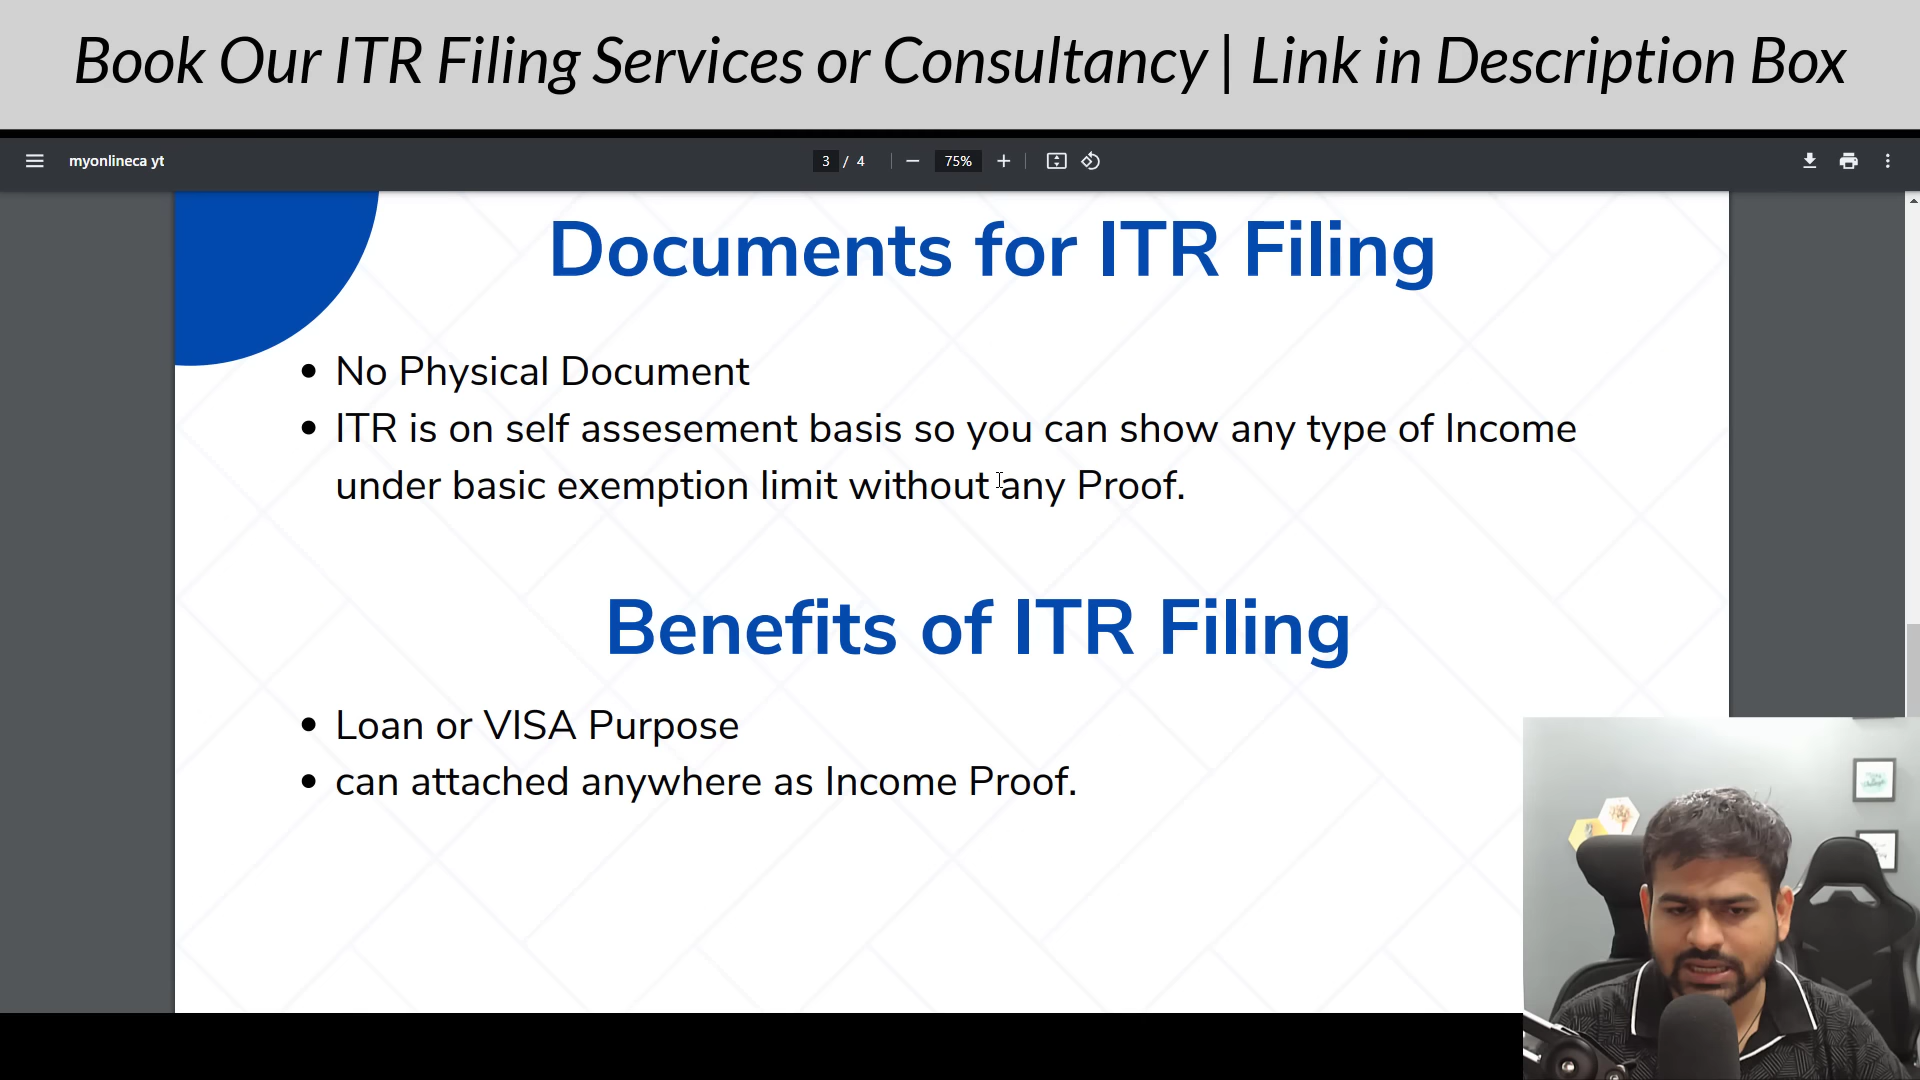 Book Our ITR Filing Services or Consultancy | Link in Description Box
myonlineca yt
3 / 4
75%
Documents for ITR Filing
• No Physical Document
• ITR is on self assesement basis so you can show any type of Income
under basic exemption limit without any Proof.
Benefits of ITR Filing
• Loan or VISA Purpose
• can attached anywhere as Income Proof.